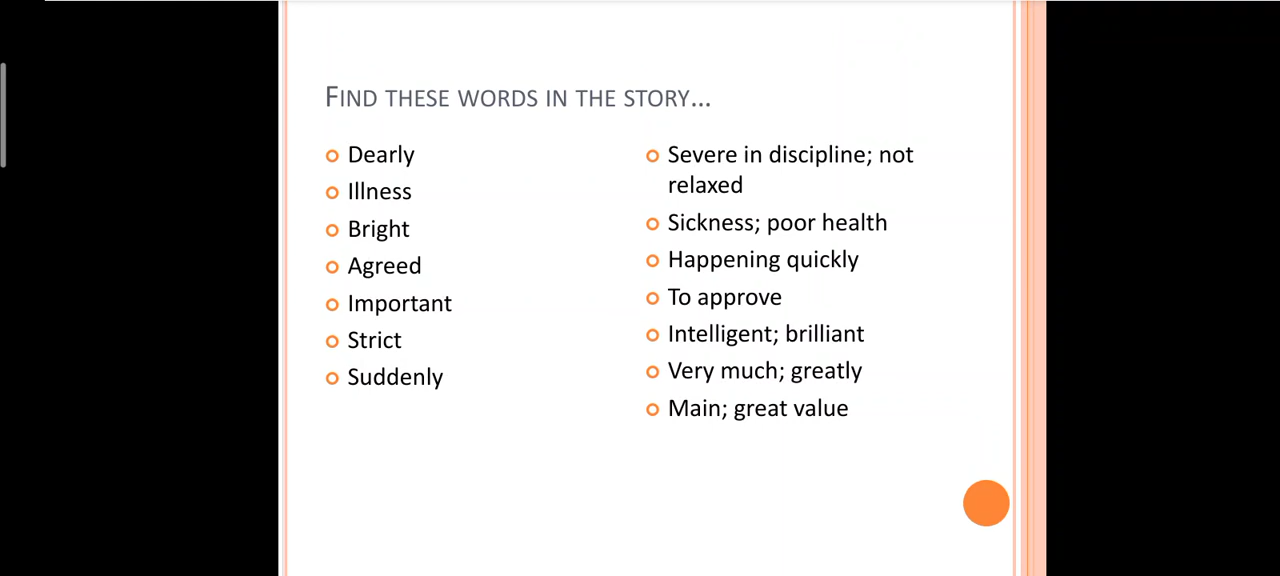 FIND THESE WORDS IN THE STORY...
Dearly
Illness
Bright
Agreed
Important
Strict
Suddenly
Severe in discipline; not
relaxed
Sickness; poor health
Happening quickly
To approve
Intelligent; brilliant
Very much; greatly
Main; great value